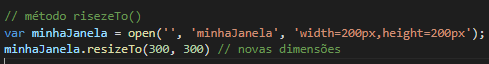 // método risezeTo()
var minhaJanela = open('', 'minhaJanela', 'width=200px,height=200px');
minhaJanela.resizeTo(300, 300) // novas dimensões